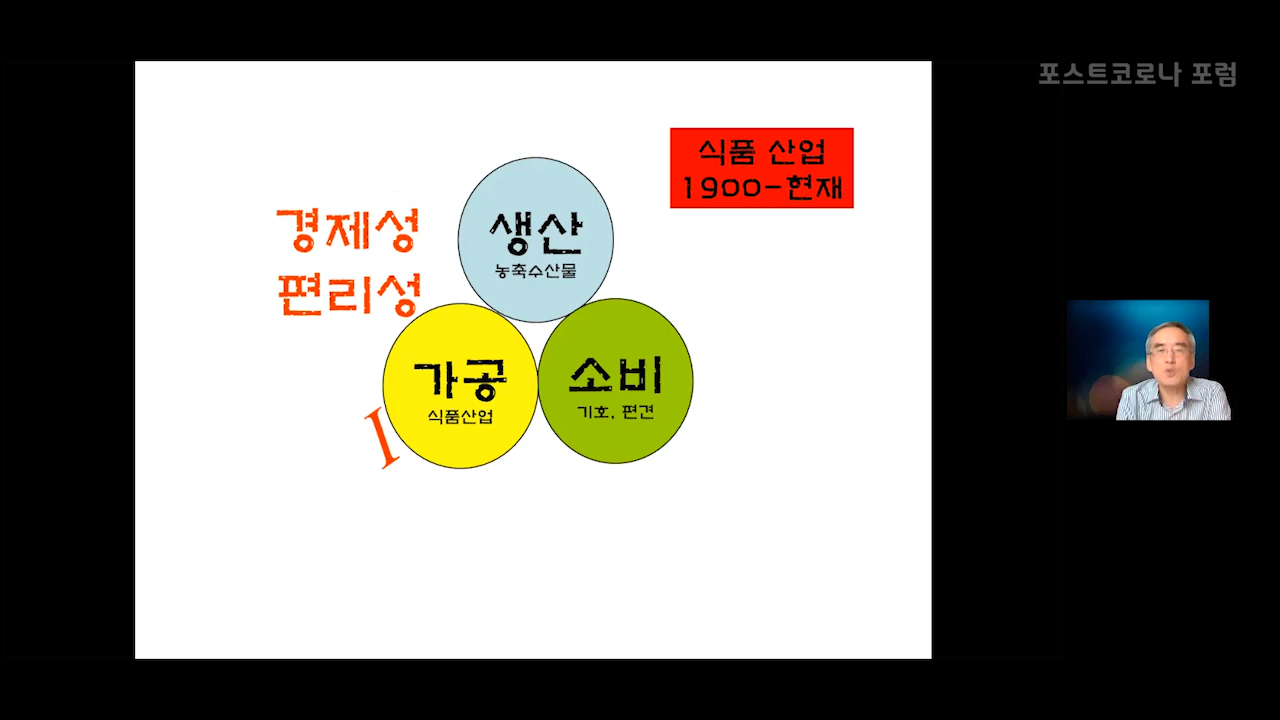 포스트코로나 포럼
식품 산업
1900-현재
경제성
편리성
생산
농축수산물
가공
식품산업
소비
기호, 편견
I